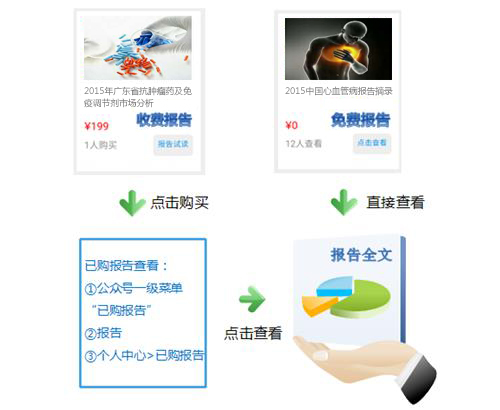 2015年广东省抗肿瘤药及免
疫调节剂市场分析
收费报告
¥199
1人购买
报告试读
2015中国心血管病报告摘录
免费报告
¥0
12人查看
点击查看
点击购买
直接查看
已购报告查看：
①公众号一级菜单
“已购报告”
②报告
③个人中心>已购报告
点击查看
报告全文